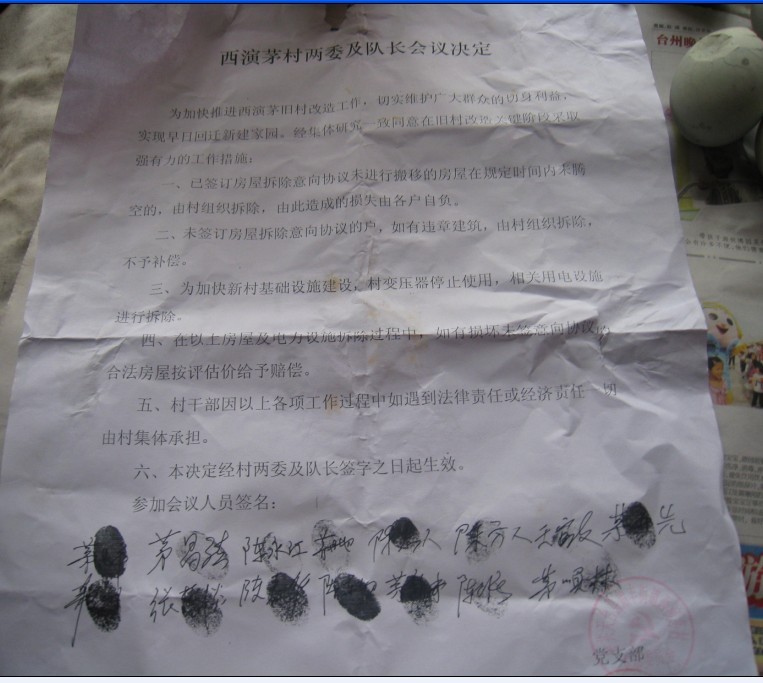 西演茅村两委及队长会议决定
台州晚
为加快推进西演茅旧村改造工作，切实维护广大群众的切身利益，
实现早日回迁新建家园。经集体研究一致同意在旧村改造关键阶段采取
强有力的工作措施：
一、已签订房屋拆除意向协议未进行搬移的房屋在规定时间内未腾
空的，由村组织拆除，由此造成的损失由各户自负。
二、未签订房屋拆除意向协议的户，如有违章建筑，由村组织拆除，
不予补偿。
三、为加快新村基础设施建设，村变压器停止使用，相关用电设施
进行拆除。
四、在以上房屋及电力设施拆除过程中，如有损坏未签意向协议的
合法房屋按评估价给予赔偿。
五、村干部因以上各项工作过程中如遇到法律责任或经济责任一切
由村集体承担。
六、本决定经村两委及队长签字之日起生效。
参加会议人员签名：
茅昌 陈永江
党支部